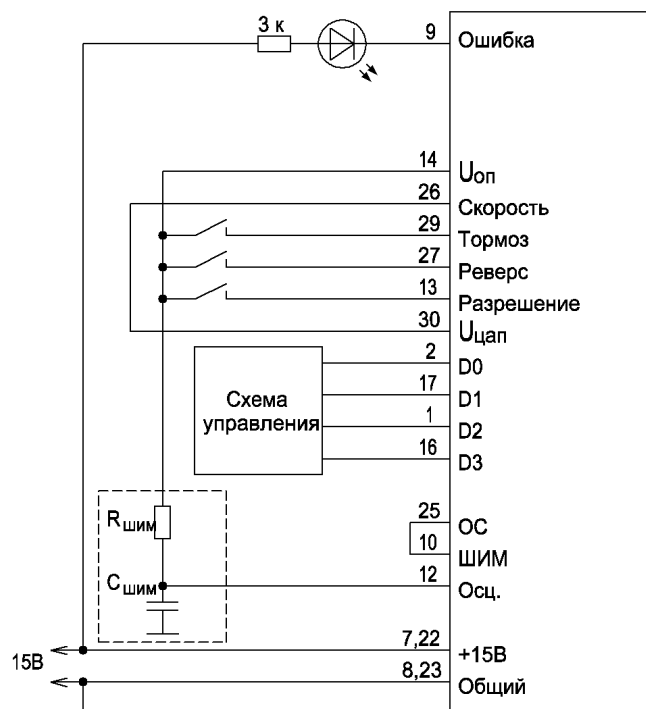 3 к
9 Ошибка
14 Uоп
26 Скорость
29 Тормоз
27 Реверс
13 Разрешение
30 Uцап
2 D0
Схема
управления
17 D1
1 D2
16 D3
Rшим
25 ОС
10 ШИМ
Cшим
12 Осц.
15В
7,22 +15В
8,23 Общий